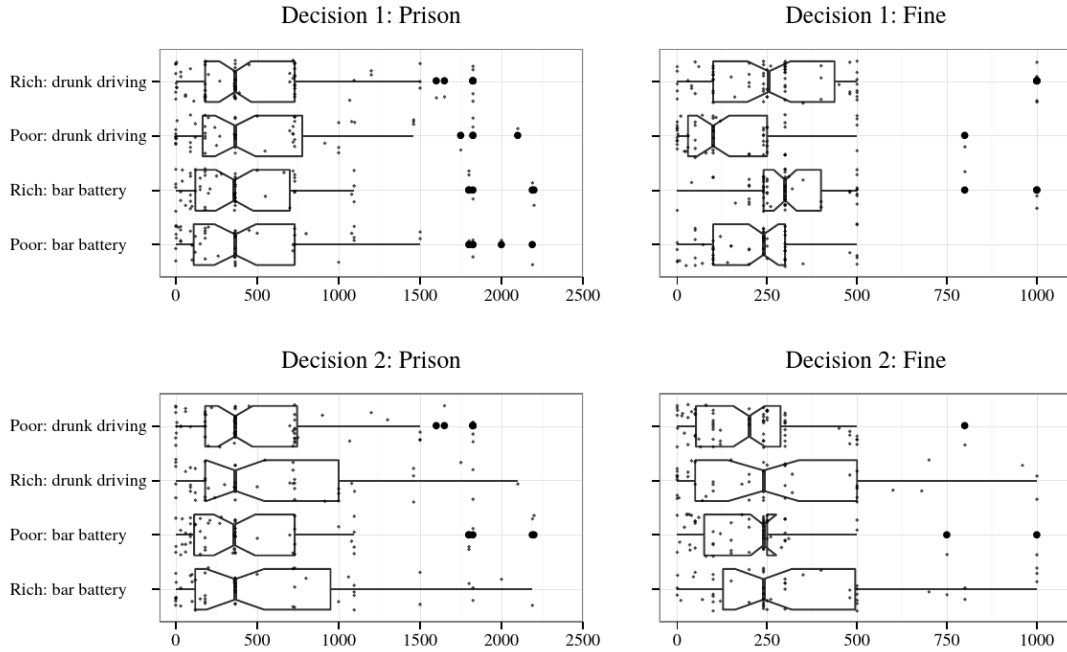 Decision 1: Prison
Decision 1: Fine
Rich: drunk driving
Poor: drunk driving
Rich: bar battery
Poor: bar battery
0 500 1000 1500 2000 2500
0 250 500 750 1000
Decision 2: Prison
Decision 2: Fine
Poor: drunk driving
Rich: drunk driving
Poor: bar battery
Rich: bar battery
0 500 1000 1500 2000 2500
0 250 500 750 1000